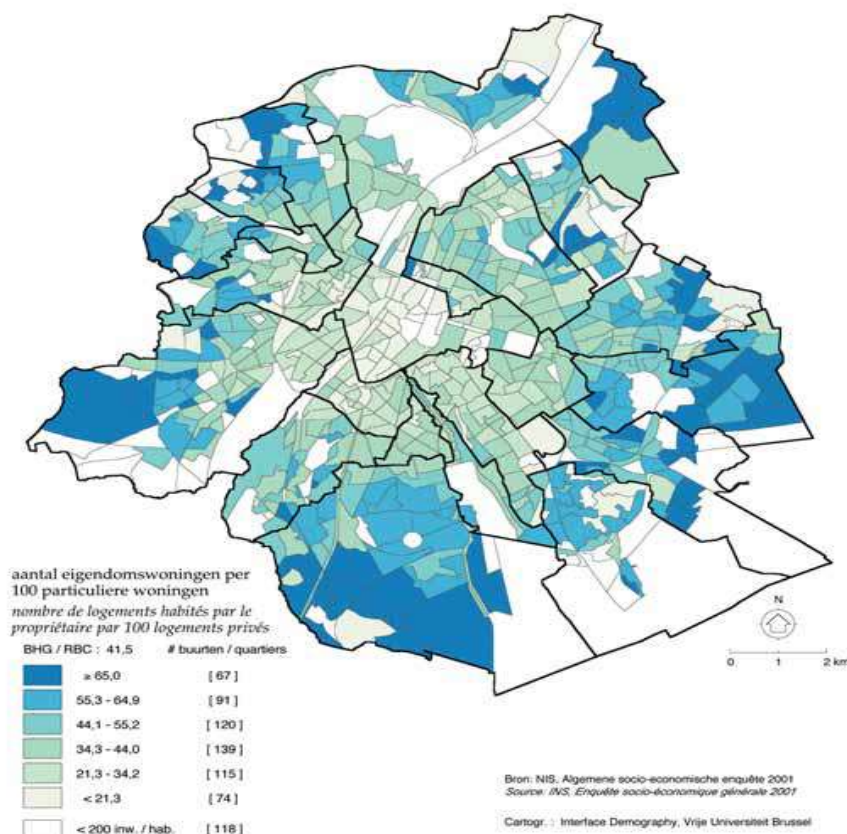 aantal eigendomswoningen per
100 particuliere woningen
nombre de logements habités par le
propriétaire par 100 logements privés
BHG / RBC : 41,5 # buurten / quartiers
≥ 65,0 [ 67 ]
55,3 - 64,9 [ 91 ]
44,1 - 55,2 [ 120 ]
34,3 - 44,0 [ 139 ]
21,3 - 34,2 [ 115 ]
< 21,3 [ 74 ]
< 200 inw. / hab. [ 118 ]
N
0 1 2 km
Bron: NIS, Algemene socio-economische enquête 2001
Source: INS, Enquête socio-économique générale 2001
Cartogr. : Interface Demography, Vrije Universiteit Brussel